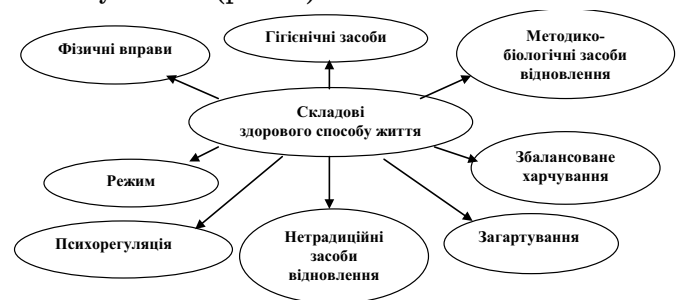 Фізичні вправи
Гігієнічні засоби
Методико-
біологічні засоби
відновлення
Складові
здорового способу життя
Збалансоване
харчування
Режим
Психорегуляція
Нетрадиційні
засоби
відновлення
Загартування